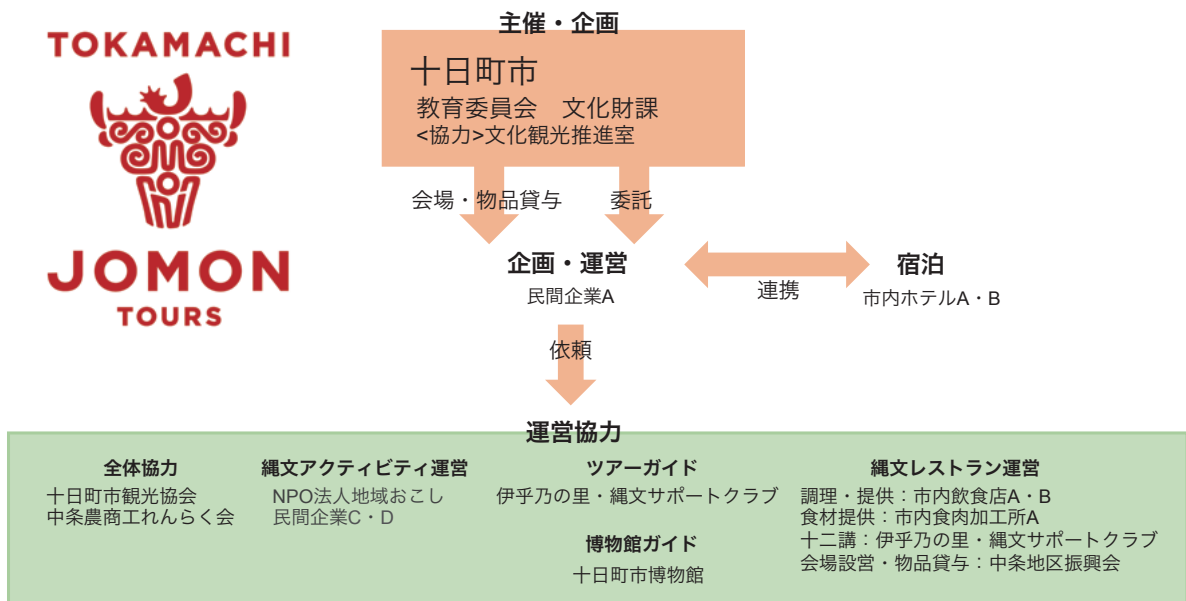 TOKAMACHI
JOMON
TOURS
主催・企画
十日町市
教育委員会　文化財課
<協力>文化観光推進室
会場・物品貸与
委託
企画・運営
民間企業A
連携
宿泊
市内ホテルA・B
依頼
運営協力
全体協力
十日町市観光協会
中条農商工れんらく会
縄文アクティビティ運営
NPO法人地域おこし
民間企業C・D
ツアーガイド
伊乎乃の里・縄文サポートクラブ
博物館ガイド
十日町市博物館
縄文レストラン運営
調理・提供：市内飲食店A・B
食材提供：市内食肉加工所A
十二講：伊乎乃の里・縄文サポートクラブ
会場設営・物品貸与：中条地区振興会